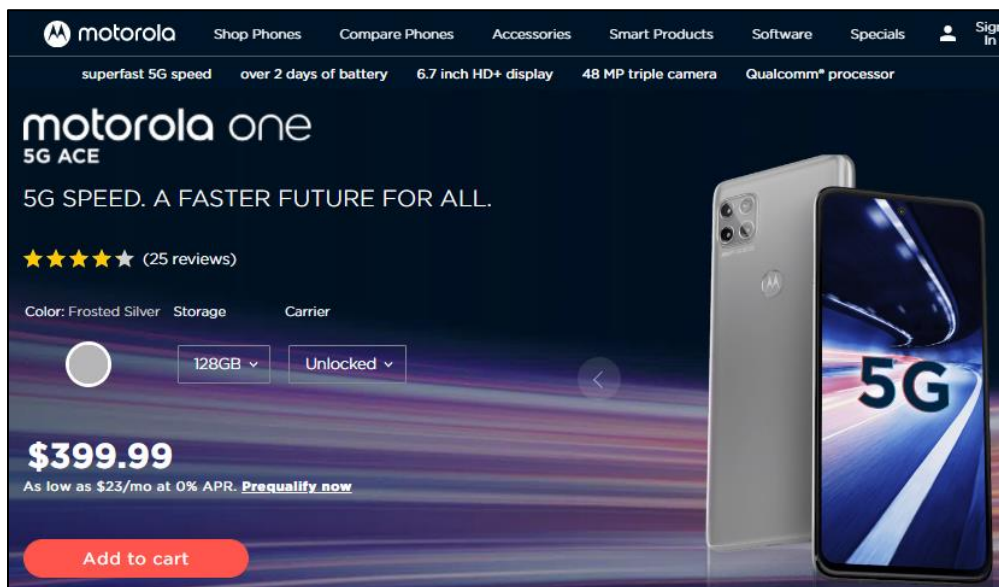 motorola Shop Phones Compare Phones Accessories Smart Products Software Specials Sign In
superfast 5G speed over 2 days of battery 6.7 inch HD+ display 48 MP triple camera Qualcomm® processor
motorola one
5G ACE
5G SPEED. A FASTER FUTURE FOR ALL.
(25 reviews)
Color: Frosted Silver Storage Carrier
128GB Unlocked
5G
$399.99
As low as $23/mo at 0% APR. Prequalify now
Add to cart